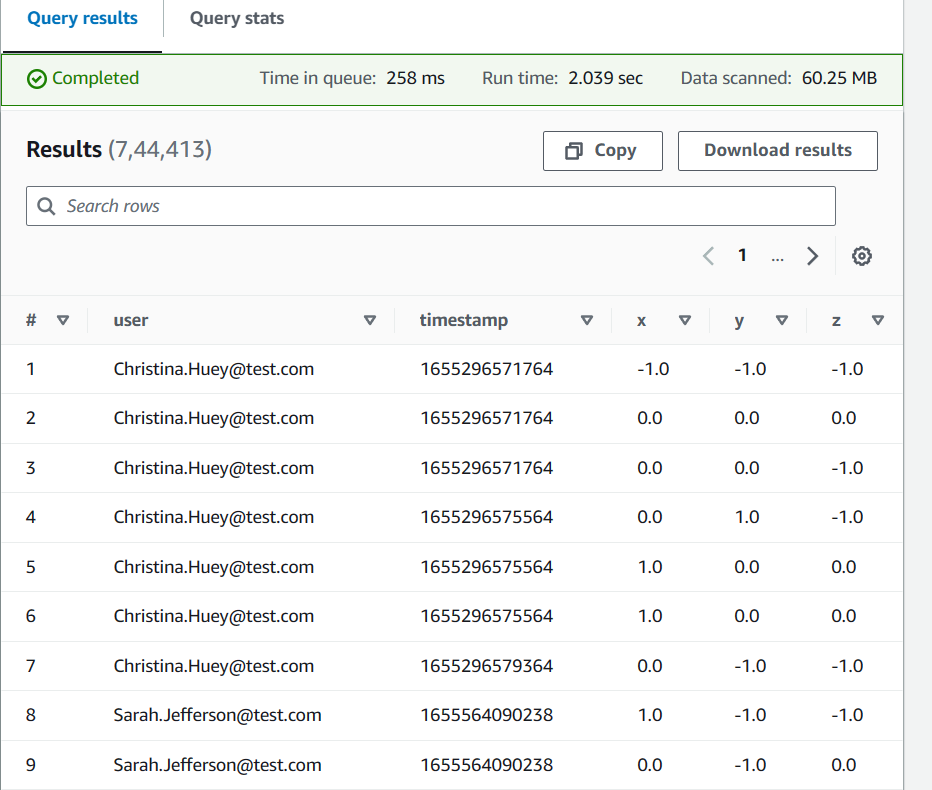 Query results Query stats
Completed Time in queue: 258 ms Run time: 2.039 sec Data scanned: 60.25 MB
Results (7,44,413) Copy Download results
Search rows
1 ...
# user timestamp x y z
1 Christina.Huey@test.com 1655296571764 -1.0 -1.0 -1.0
2 Christina.Huey@test.com 1655296571764 0.0 0.0 0.0
3 Christina.Huey@test.com 1655296571764 0.0 0.0 -1.0
4 Christina.Huey@test.com 1655296575564 0.0 1.0 -1.0
5 Christina.Huey@test.com 1655296575564 1.0 0.0 0.0
6 Christina.Huey@test.com 1655296575564 1.0 0.0 0.0
7 Christina.Huey@test.com 1655296579364 0.0 -1.0 -1.0
8 Sarah.Jefferson@test.com 1655564090238 1.0 -1.0 -1.0
9 Sarah.Jefferson@test.com 1655564090238 0.0 -1.0 0.0